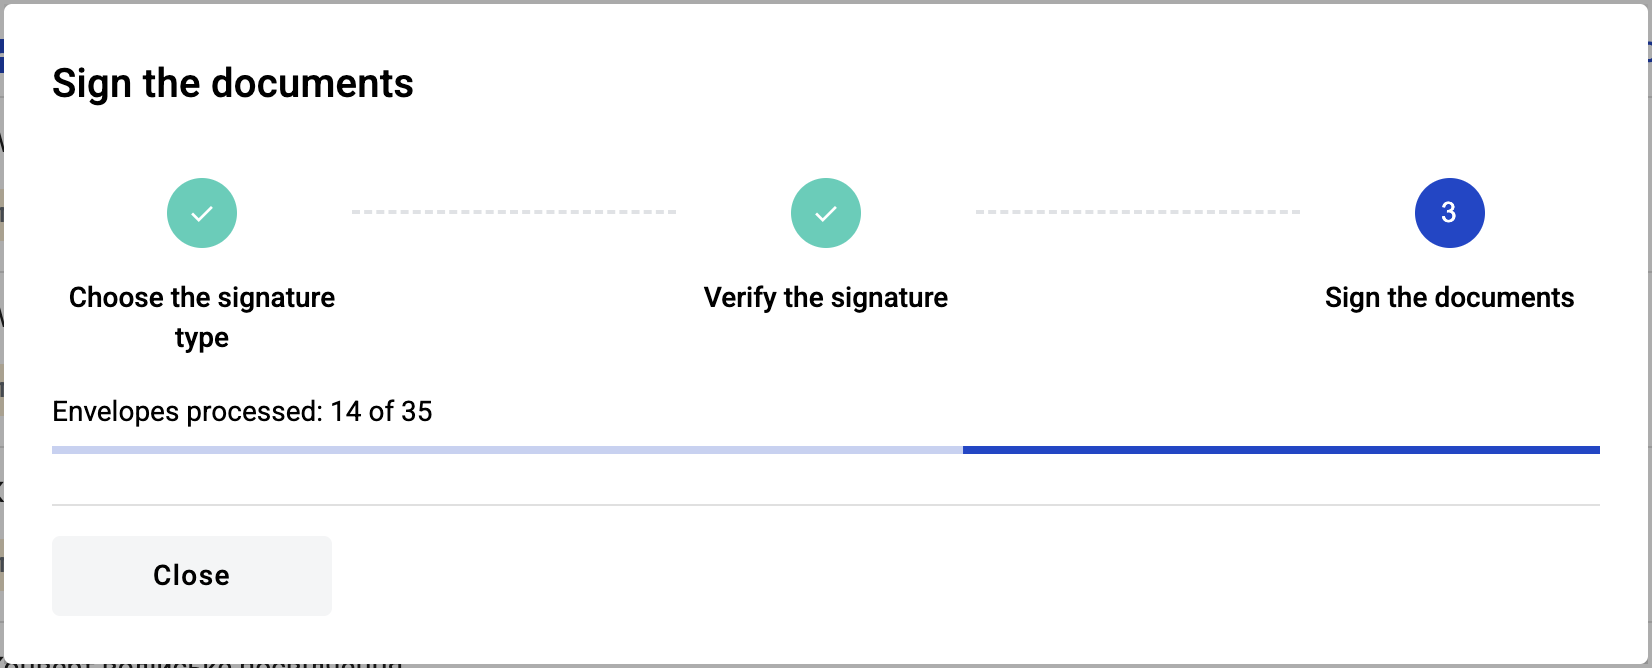 Sign the documents
3
Choose the signature
type
Verify the signature
Sign the documents
Envelopes processed: 14 of 35
Close